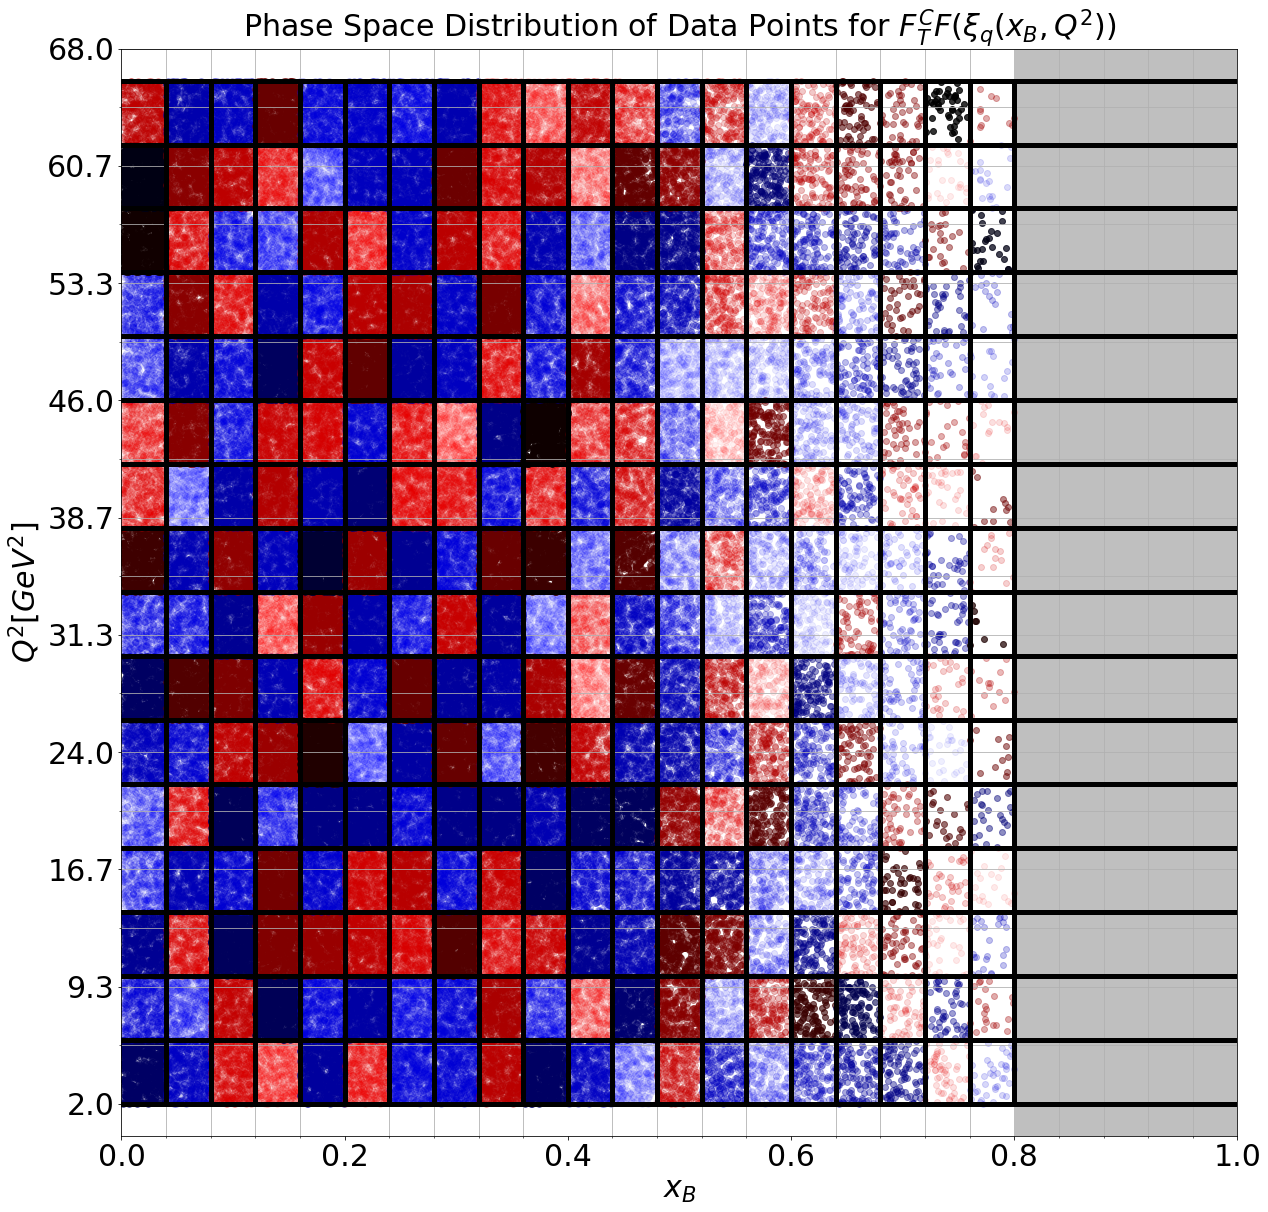 Phase Space Distribution of Data Points for $F_T^C F(\xi_q(x_B, Q^2))$
68.0
60.7
53.3
46.0
38.7
31.3
24.0
16.7
9.3
2.0
$Q^2[GeV^2]$
0.0 0.2 0.4 0.6 0.8 1.0
$x_B$